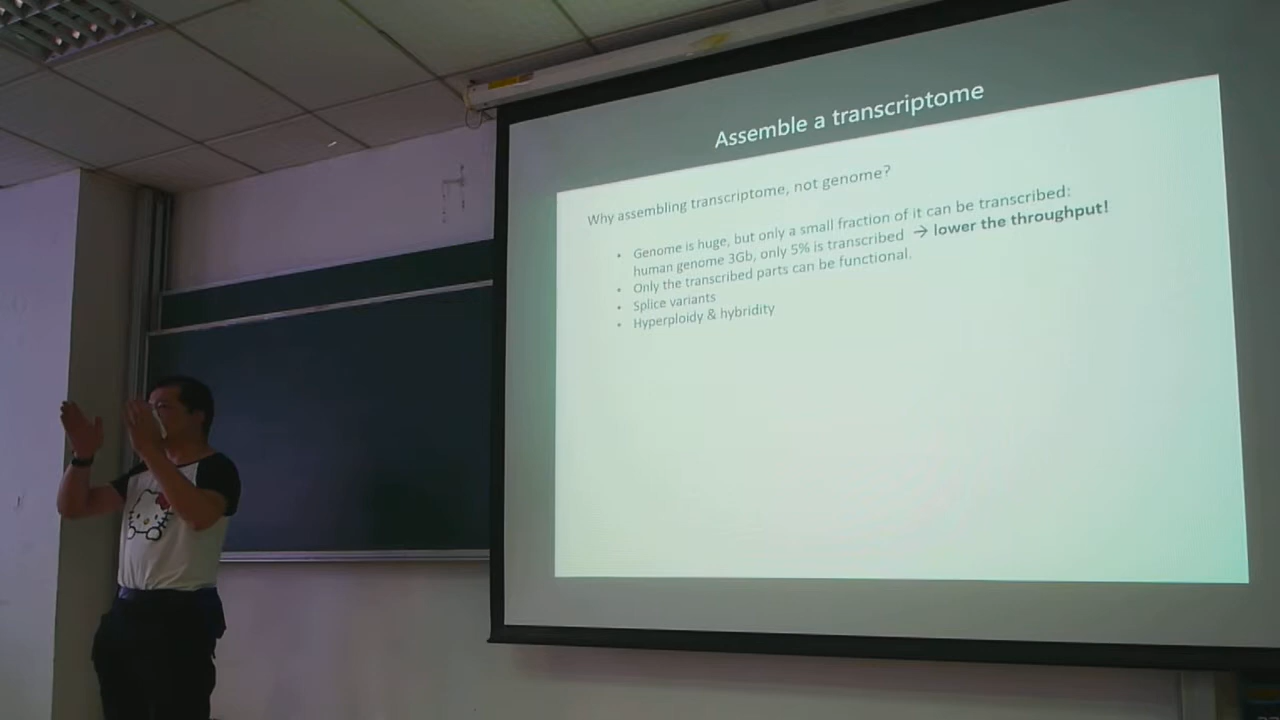 Assemble a transcriptome
Why assembling transcriptome, not genome?
• Genome is huge, but only a small fraction of it can be transcribed:
human genome 3Gb, only 5% is transcribed → lower the throughput!
• Only the transcribed parts can be functional.
• Splice variants
• Hyperploidy & hybridity